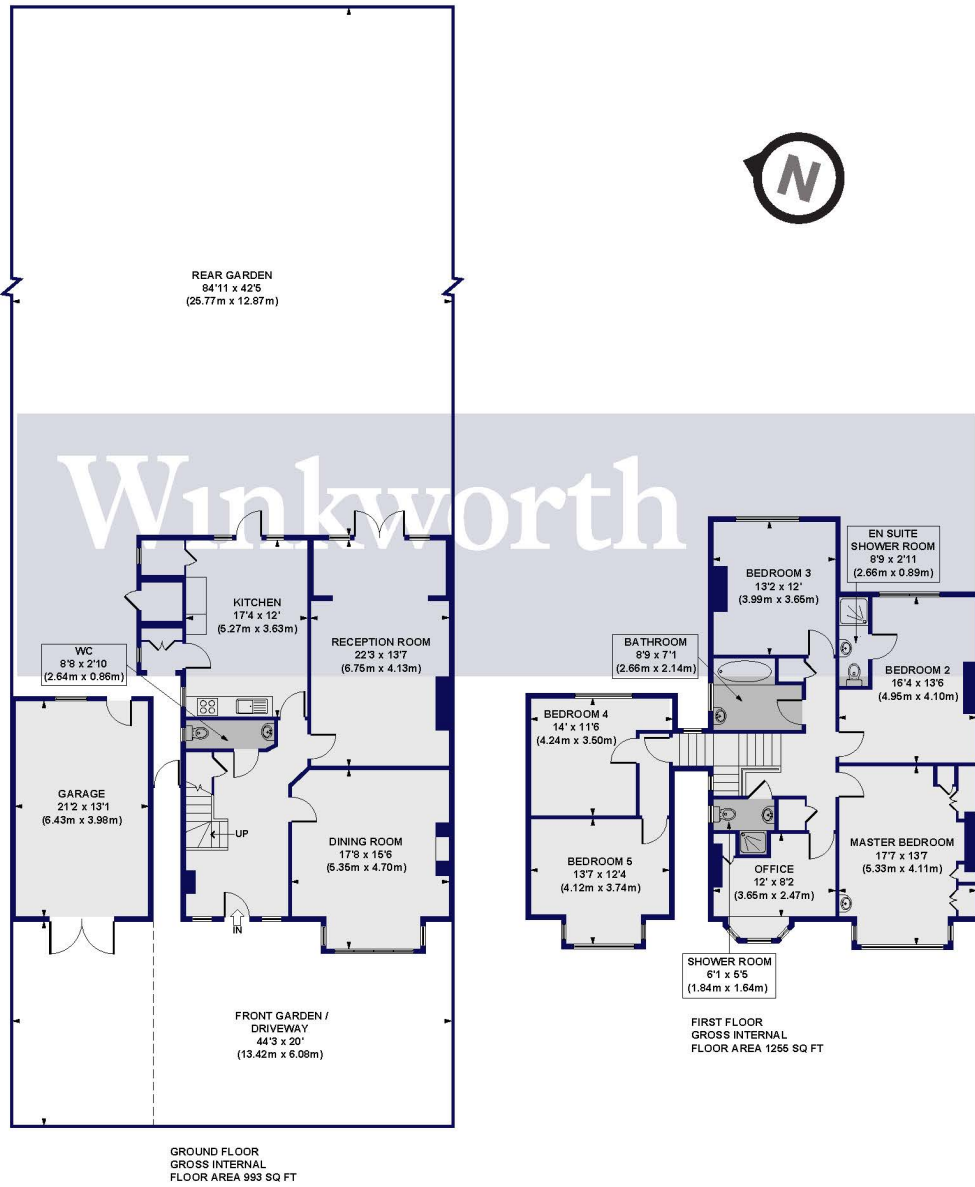 N
REAR GARDEN
84'11 x 42'5
(25.77m x 12.87m)
Winkworth
KITCHEN
17'4 x 12'
(5.27m x 3.63m)
RECEPTION ROOM
22'3 x 13'7
(6.75m x 4.13m)
WC
8'8 x 2'10
(2.64m x 0.86m)
GARAGE
21'2 x 13'1
(6.43m x 3.98m)
UP
DINING ROOM
17'8 x 15'6
(5.35m x 4.70m)
IN
FRONT GARDEN /
DRIVEWAY
44'3 x 20'
(13.42m x 6.08m)
GROUND FLOOR
GROSS INTERNAL
FLOOR AREA 993 SQ FT
EN SUITE
SHOWER ROOM
8'9 x 2'11
(2.66m x 0.89m)
BEDROOM 3
13'2 x 12'
(3.99m x 3.65m)
BATHROOM
8'9 x 7'1
(2.66m x 2.14m)
BEDROOM 2
16'4 x 13'6
(4.95m x 4.10m)
BEDROOM 4
14' x 11'6
(4.24m x 3.50m)
BEDROOM 5
13'7 x 12'4
(4.12m x 3.74m)
MASTER BEDROOM
17'7 x 13'7
(5.33m x 4.11m)
OFFICE
12' x 8'2
(3.65m x 2.47m)
SHOWER ROOM
6'1 x 5'5
(1.84m x 1.64m)
FIRST FLOOR
GROSS INTERNAL
FLOOR AREA 1255 SQ FT